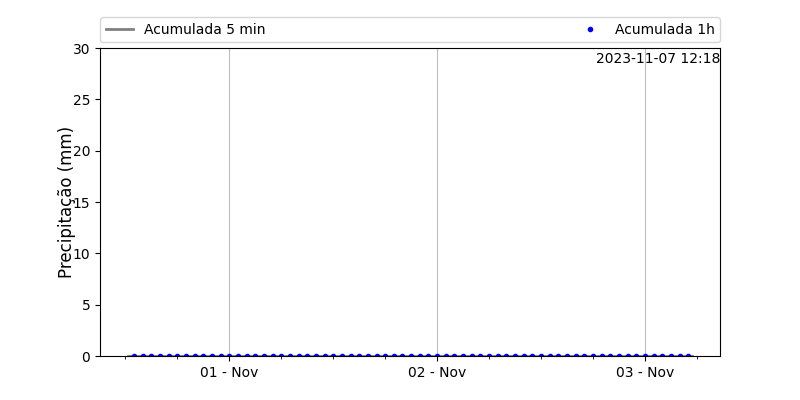 Acumulada 5 min
Acumulada 1h
2023-11-07 12:18
Precipitação (mm)
30
25
20
15
10
5
0
01 - Nov
02 - Nov
03 - Nov